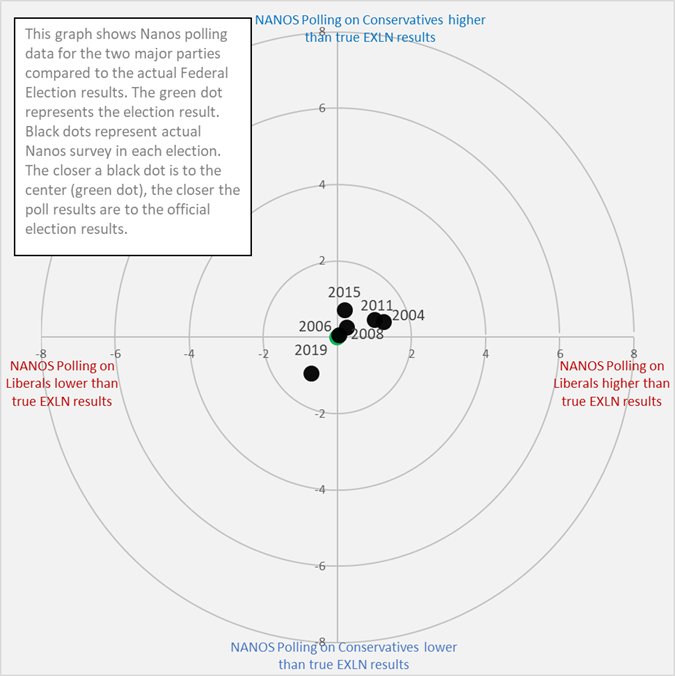 NANOS Polling on Conservatives higher
than true EXLN results
This graph shows Nanos polling
data for the two major parties
compared to the actual Federal
Election results. The green dot
represents the election result.
Black dots represent actual
Nanos survey in each election.
The closer a black dot is to the
center (green dot), the closer the
poll results are to the official
election results.
8
6
4
2
2015
2011
2004
2006
2008
2019
-8
-6
-4
-2
2
4
6
8
NANOS Polling on
Liberals lower than
true EXLN results
NANOS Polling on
Liberals higher than
true EXLN results
-2
-4
-6
-8
NANOS Polling on Conservatives lower
than true EXLN results